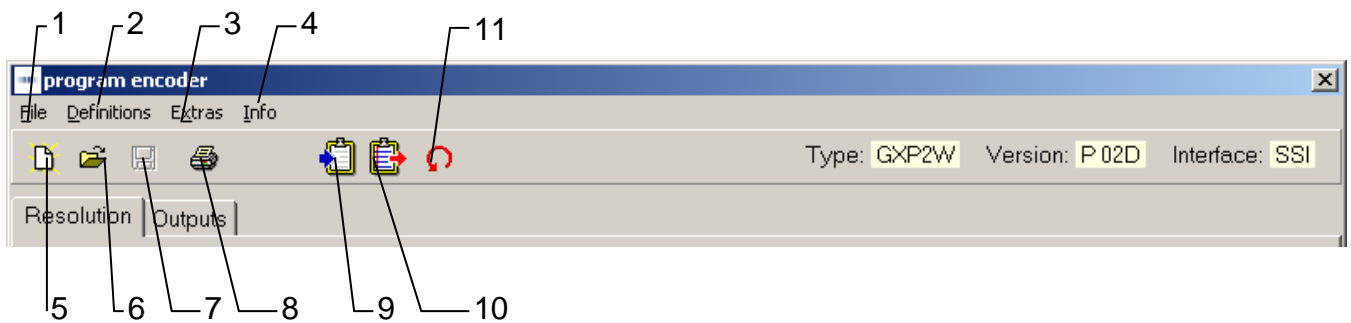 1 2 3 4 11
program encoder
File Definitions Extras Info
Type: GXP2W Version: P 02D Interface: SSI
Resolution Outputs
5 6 7 8 9 10